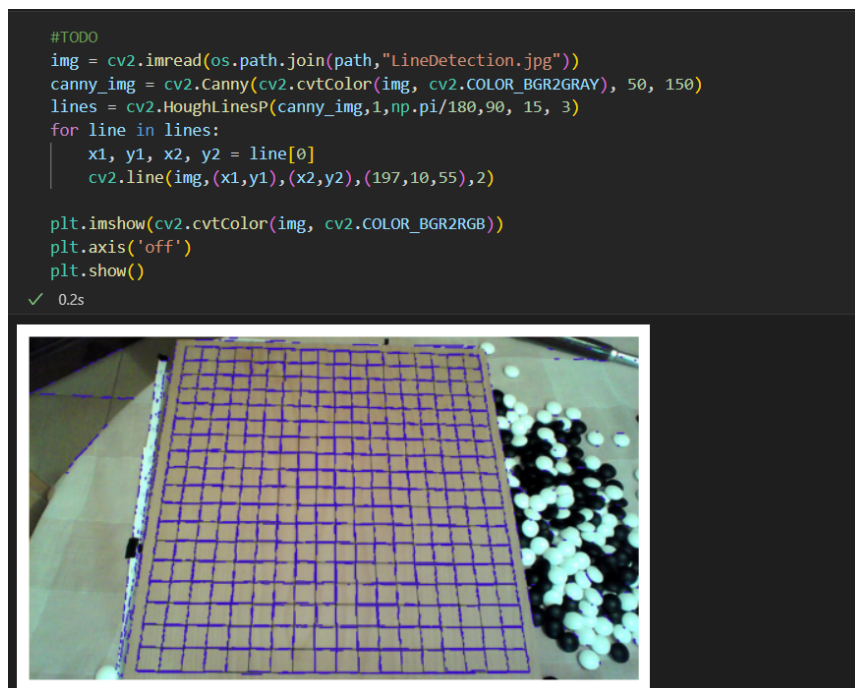 #TODO
img = cv2.imread(os.path.join(path,"LineDetection.jpg"))
canny_img = cv2.Canny(cv2.cvtColor(img, cv2.COLOR_BGR2GRAY), 50, 150)
lines = cv2.HoughLinesP(canny_img,1,np.pi/180,90, 15, 3)
for line in lines:
    x1, y1, x2, y2 = line[0]
    cv2.line(img,(x1,y1),(x2,y2),(197,10,55),2)
plt.imshow(cv2.cvtColor(img, cv2.COLOR_BGR2RGB))
plt.axis('off')
plt.show()
✓ 0.2s